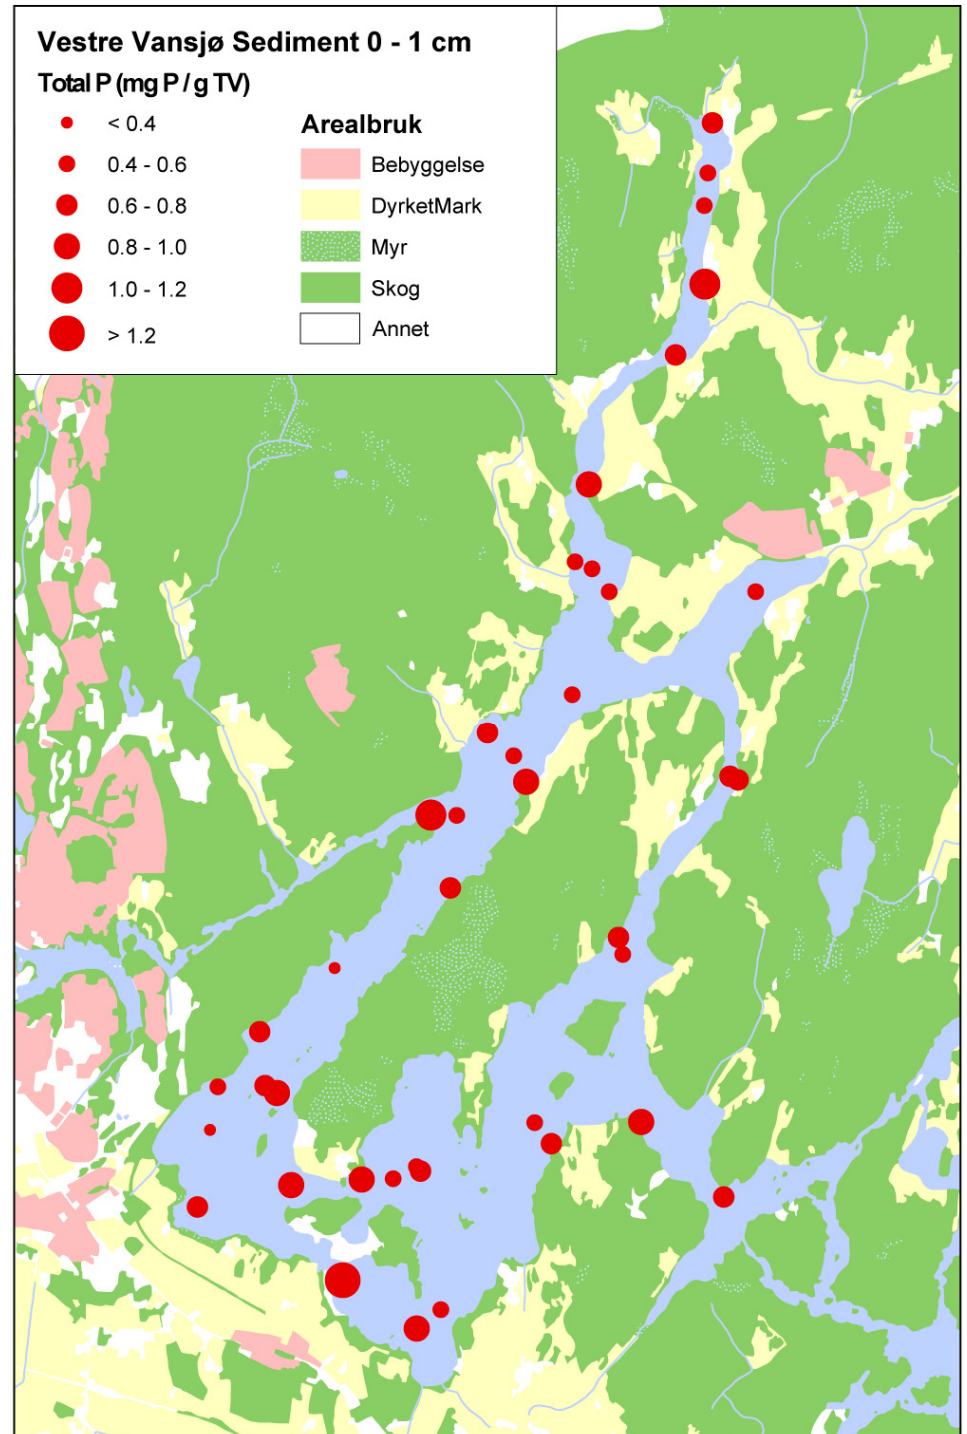 Vestre Vansjø Sediment 0 - 1 cm
Total P (mg P / g TV)
< 0.4
0.4 - 0.6
0.6 - 0.8
0.8 - 1.0
1.0 - 1.2
> 1.2
Arealbruk
Bebyggelse
DyrketMark
Myr
Skog
Annet